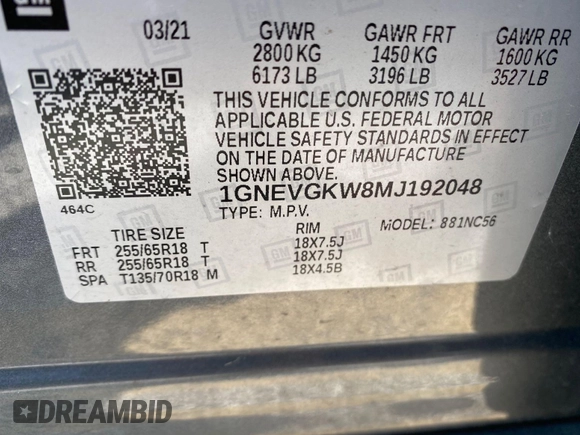 GM
03/21 GVWR GAWR FRT GAWR RR
2800 KG 1450 KG 1600 KG
6173 LB 3196 LB 3527 LB
THIS VEHICLE CONFORMS TO ALL
APPLICABLE U.S. FEDERAL MOTOR
VEHICLE SAFETY STANDARDS IN EFFECT
ON THE DATE OF MANUFACTURE
SHOWN ABOVE.
1GNEVGKW8MJ192048
464C TYPE: M.P.V. MODEL: 881NC56
TIRE SIZE RIM
FRT 255/65R18 T 18X7.5J
RR 255/65R18 T 18X7.5J
SPA T135/70R18 M 18X4.5B
DREAMBID